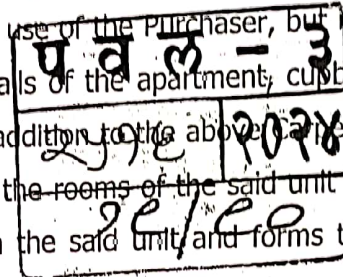 use of the Purchaser, but
प व ल - ३
alls of the apartment, cupb
२०२४
addition to the above
the rooms of the said unit
the said unit, and forms t